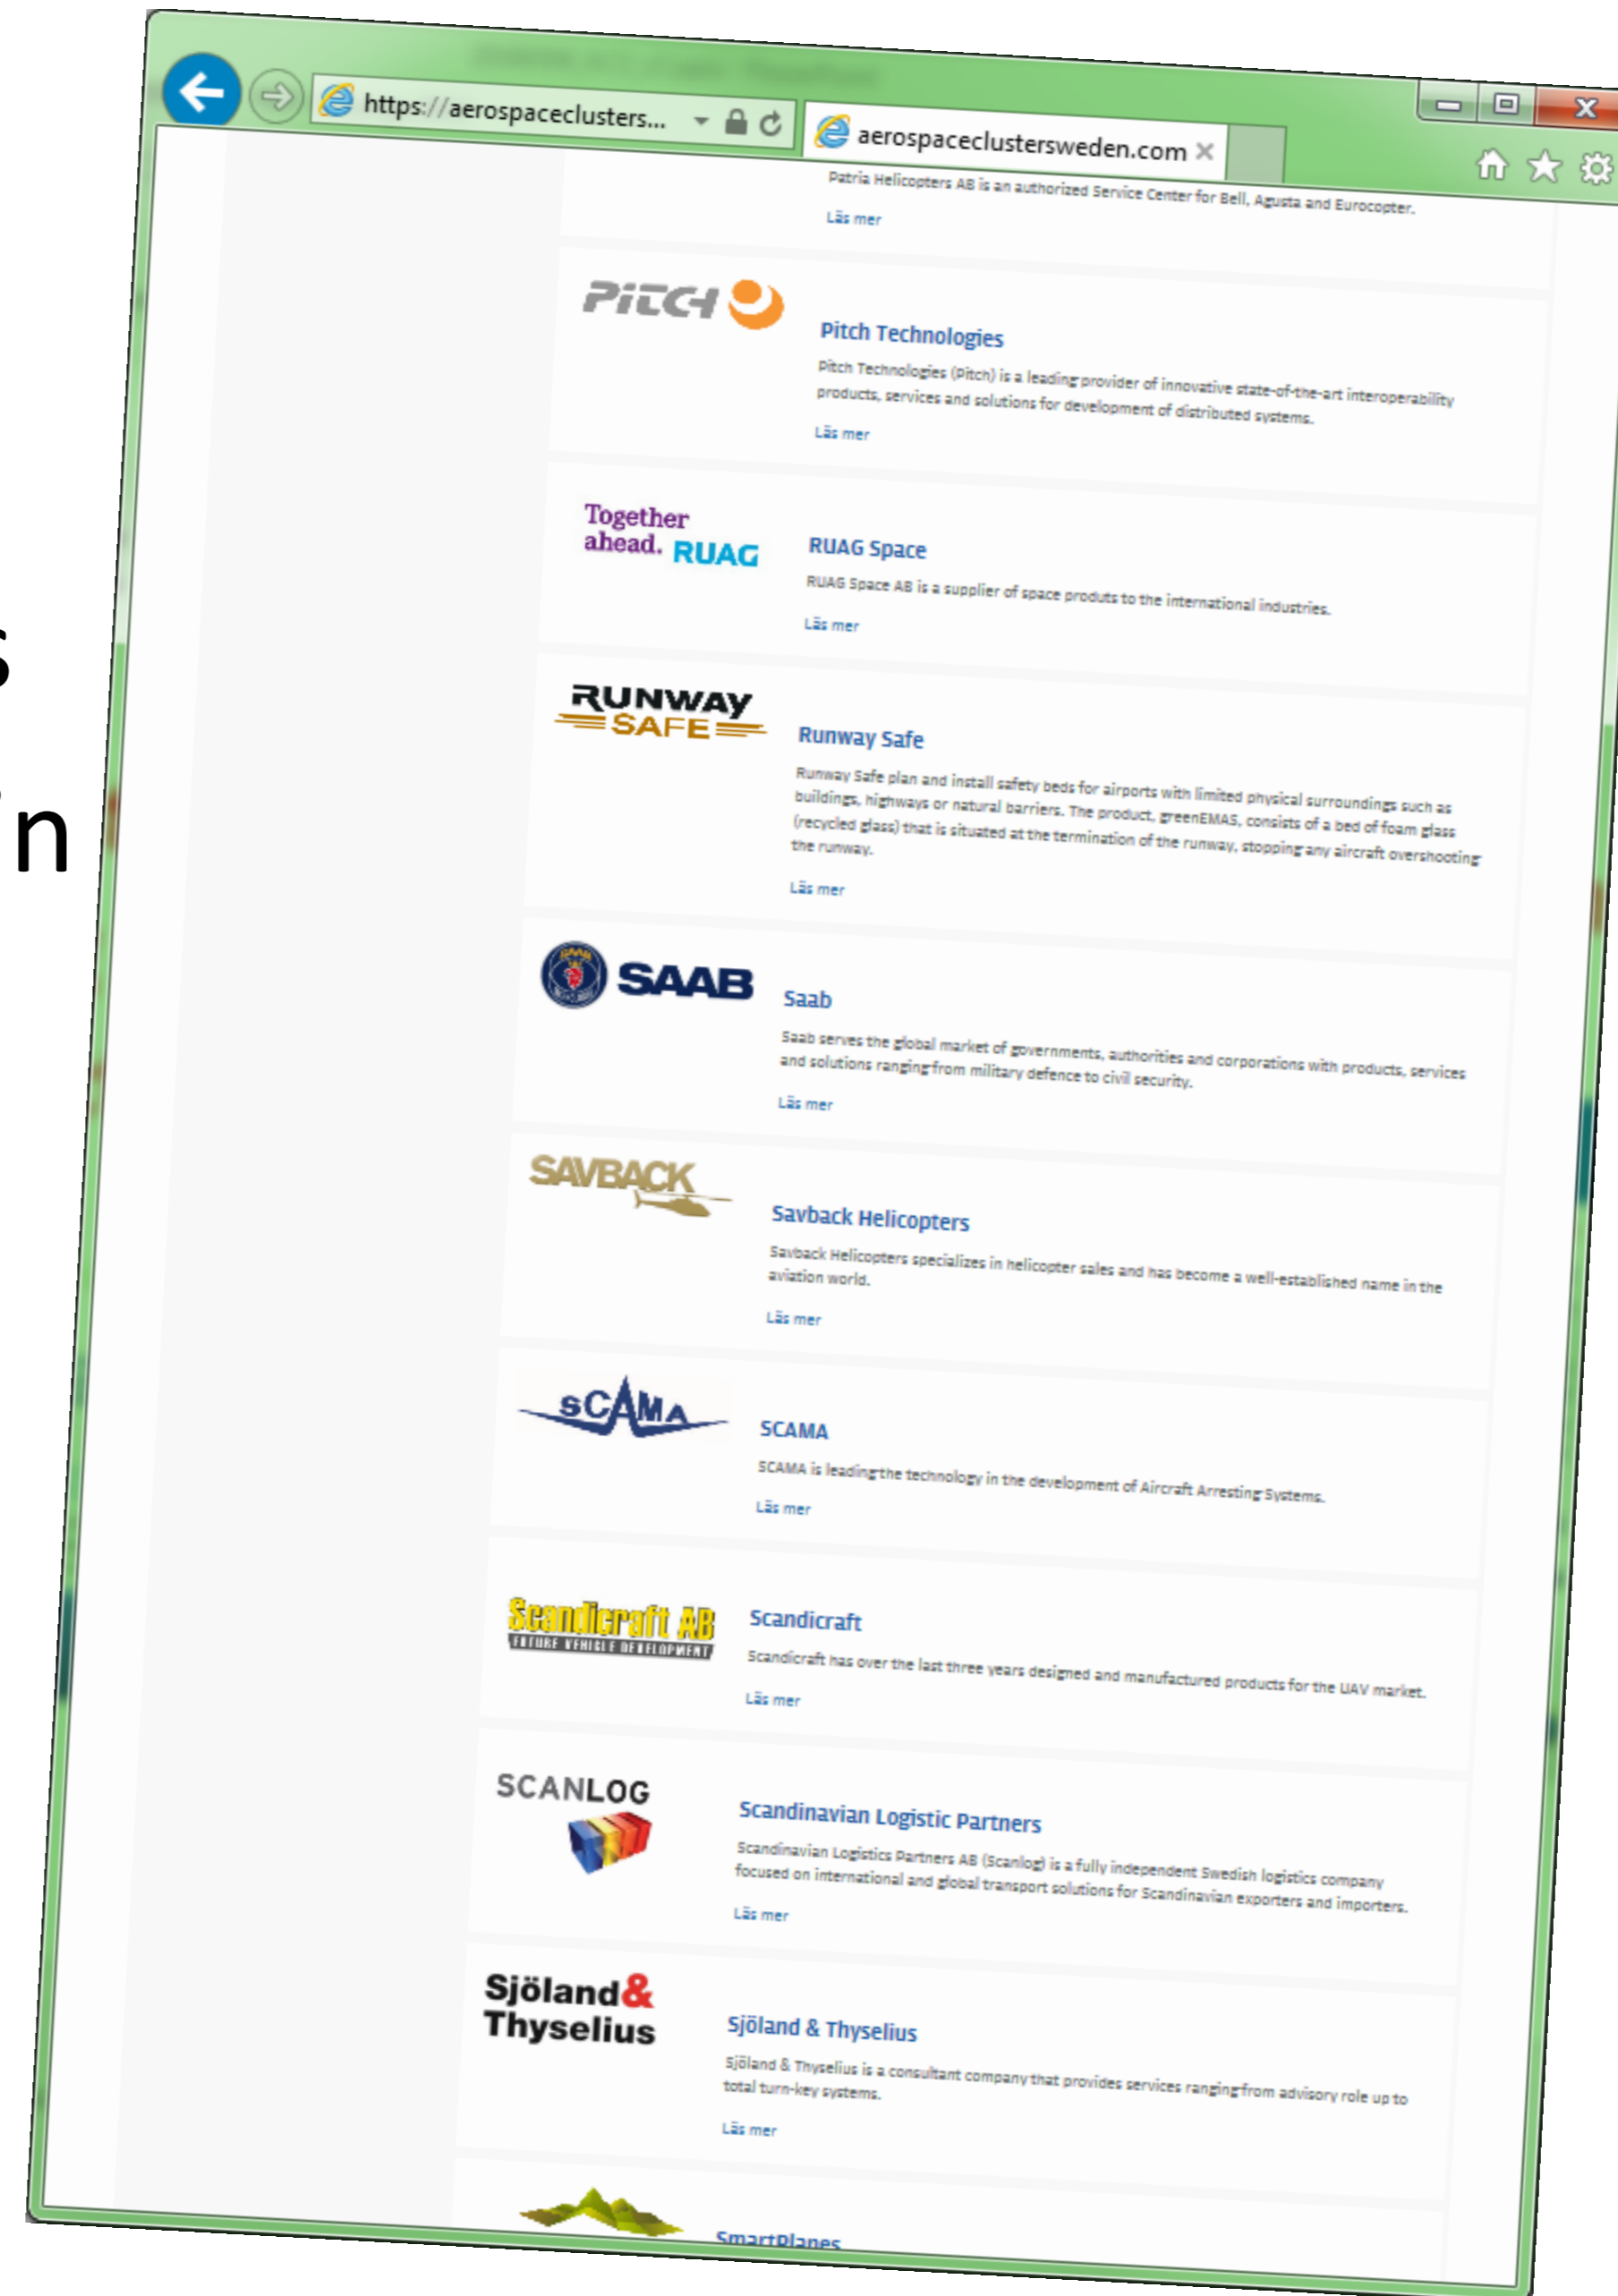 https://aerospaceclusters...
aerospaceclustersweden.com
Patria Helicopters AB is an authorized Service Center for Bell, Agusta and Eurocopter.
Läs mer
PITCH
Pitch Technologies
Pitch Technologies (Pitch) is a leading provider of innovative state-of-the-art interoperability
products, services and solutions for development of distributed systems.
Läs mer
Together
ahead. RUAG
RUAG Space
RUAG Space AB is a supplier of space produts to the international industries.
Läs mer
s
RUNWAY
SAFE
Runway Safe
Runway Safe plan and install safety beds for airports with limited physical surroundings such as
buildings, highways or natural barriers. The product, greenEMAS, consists of a bed of foam glass
(recycled glass) that is situated at the termination of the runway, stopping any aircraft overshooting
the runway.
Läs mer
n
SAAB
Saab
Saab serves the global market of governments, authorities and corporations with products, services
and solutions ranging from military defence to civil security.
Läs mer
SAVBACK
Savback Helicopters
Savback Helicopters specializes in helicopter sales and has become a well-established name in the
aviation world.
Läs mer
SCAMA
SCAMA
SCAMA is leading the technology in the development of Aircraft Arresting Systems.
Läs mer
Scandicraft AB
FUTURE VEHICLE DEVELOPMENT
Scandicraft
Scandicraft has over the last three years designed and manufactured products for the UAV market.
Läs mer
SCANLOG
Scandinavian Logistic Partners
Scandinavian Logistics Partners AB (Scanlog) is a fully independent Swedish logistics company
focused on international and global transport solutions for Scandinavian exporters and importers.
Läs mer
Sjöland&
Thyselius
Sjöland & Thyselius
Sjöland & Thyselius is a consultant company that provides services ranging from advisory role up to
total turn-key systems.
Läs mer
SmartPlanes